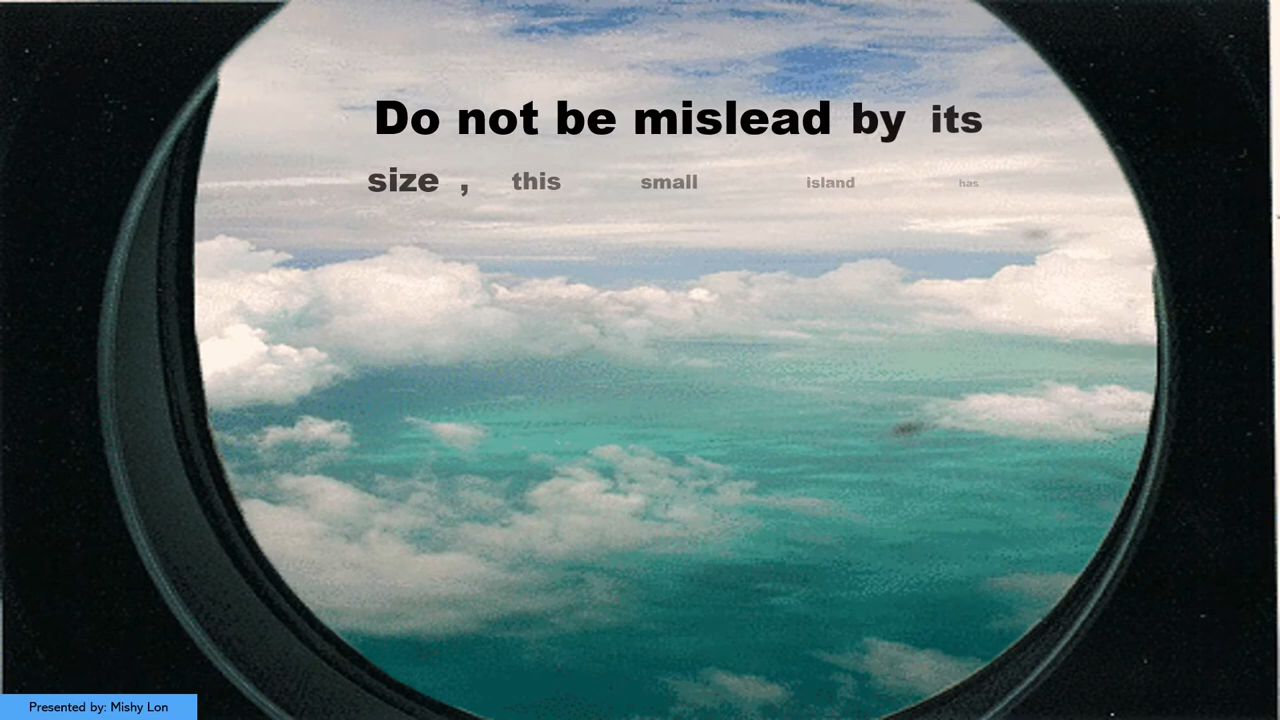 Do not be mislead by its
size , this small island has
Presented by: Mishy Lon